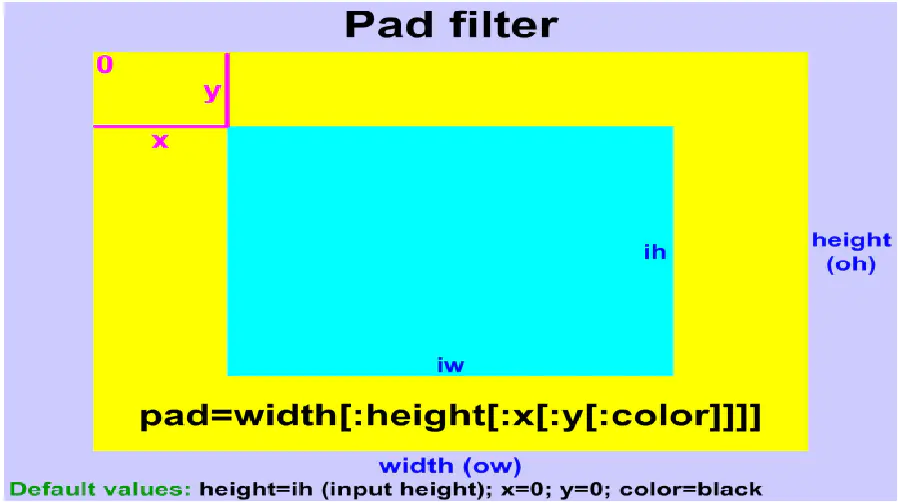 Pad filter
0
y
x
height
(oh)
ih
iw
pad=width[:height[:x[:y[:color]]]]
width (ow)
Default values: height=ih (input height); x=0; y=0; color=black